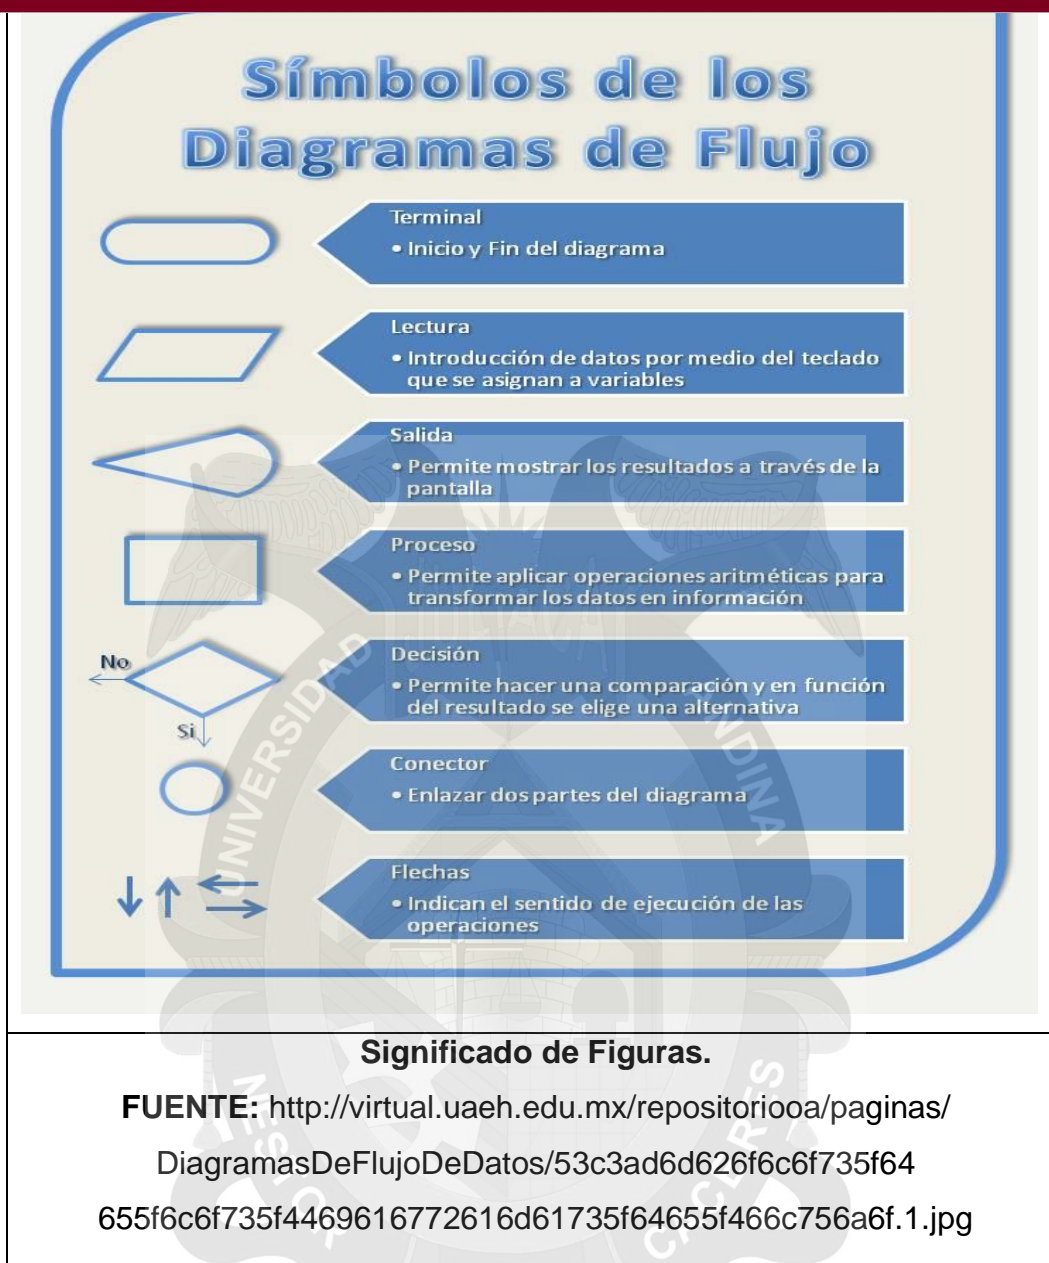 Símbolos de los
Diagramas de Flujo
Terminal
• Inicio y Fin del diagrama
Lectura
• Introducción de datos por medio del teclado
que se asignan a variables
Salida
• Permite mostrar los resultados a través de la
pantalla
Proceso
• Permite aplicar operaciones aritméticas para
transformar los datos en información
No
Si
Decisión
• Permite hacer una comparación y en función
del resultado se elige una alternativa
Conector
• Enlazar dos partes del diagrama
Flechas
• Indican el sentido de ejecución de las
operaciones
UNIVERSIDAD
ANDINA
NESTOR
CACERES
Significado de Figuras.
FUENTE: http://virtual.uaeh.edu.mx/repositoriooa/paginas/
DiagramasDeFlujoDeDatos/53c3ad6d626f6c6f735f64
655f6c6f735f4469616772616d61735f64655f466c756a6f.1.jpg